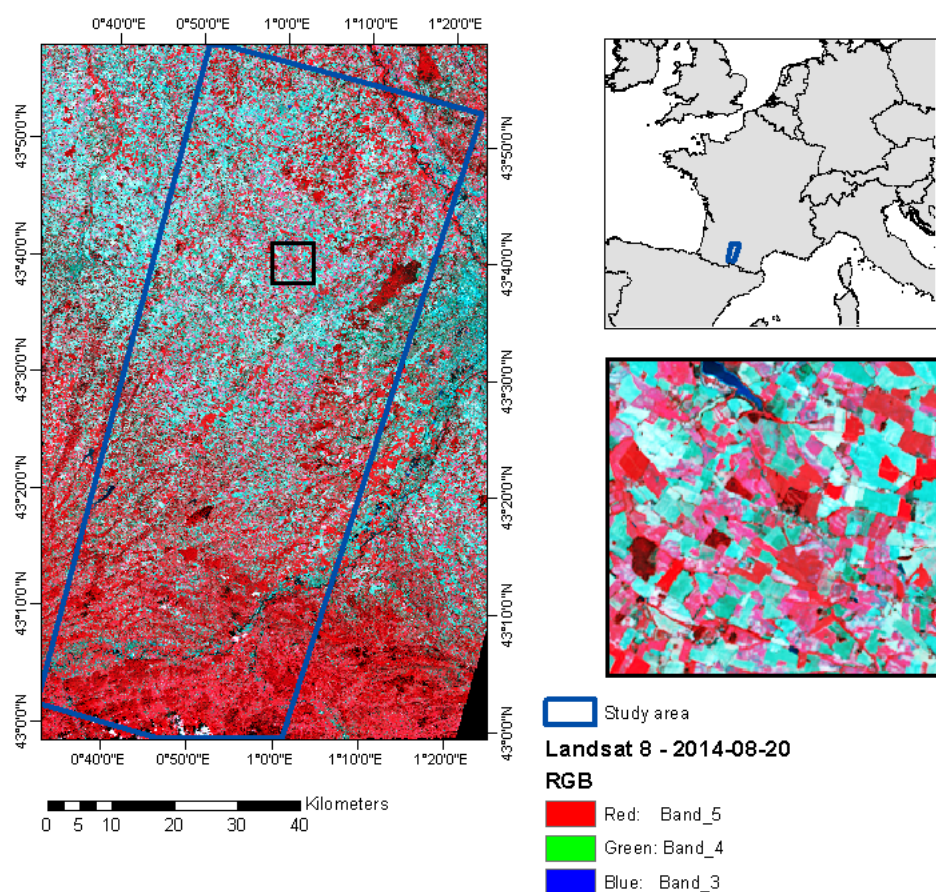 0°40'0"E 0°50'0"E 1°0'0"E 1°10'0"E 1°20'0"E
43°50'0"N
43°40'0"N
43°30'0"N
43°20'0"N
43°10'0"N
43°0'0"N
43°50'0"N
43°40'0"N
43°30'0"N
43°20'0"N
43°10'0"N
43°0'0"N
0°40'0"E 0°50'0"E 1°0'0"E 1°10'0"E 1°20'0"E
Kilometers
0 5 10 20 30 40
Study area
Landsat 8 - 2014-08-20
RGB
Red: Band_5
Green: Band_4
Blue: Band_3